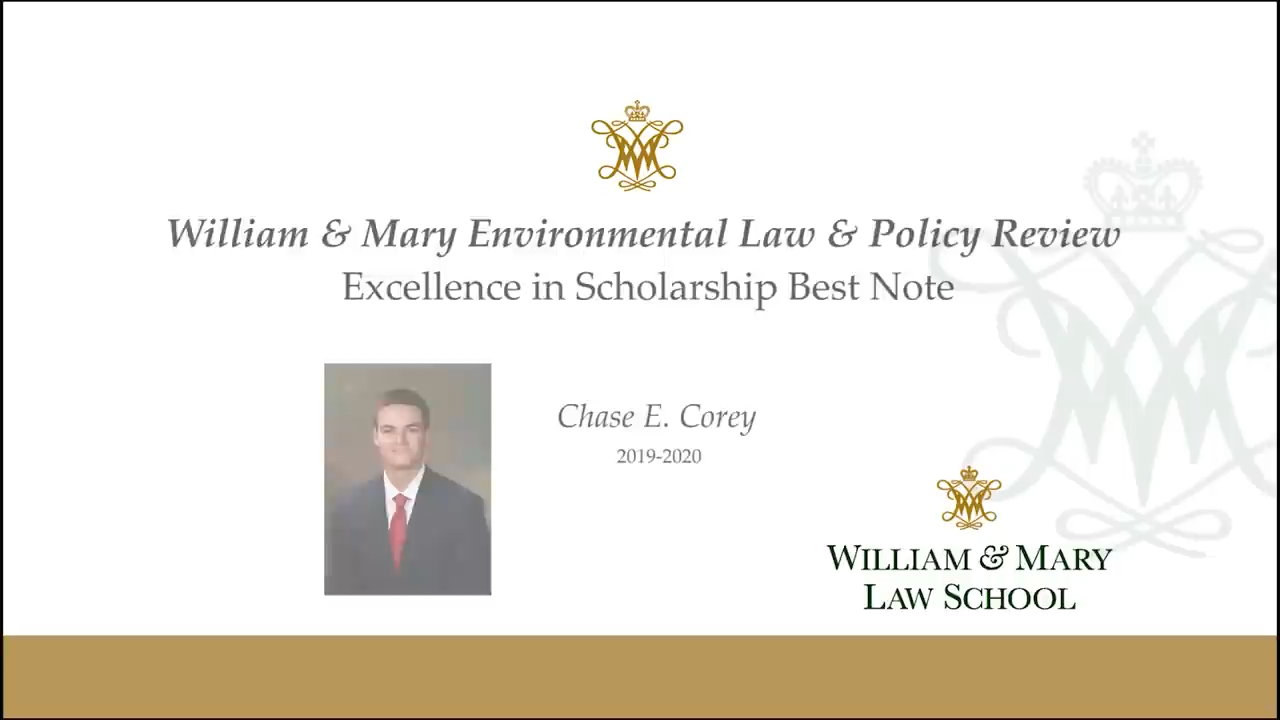 William & Mary Environmental Law & Policy Review
Excellence in Scholarship Best Note
Chase E. Corey
2019-2020
WILLIAM & MARY
LAW SCHOOL